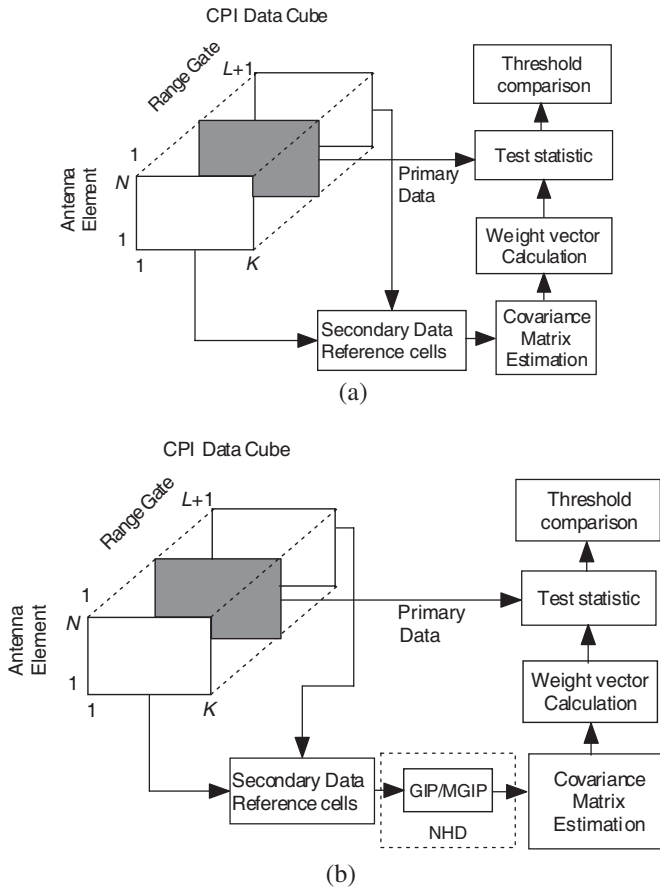 CPI Data Cube
Range Gate
L+1
1
N
Antenna
Element
1
1
K
Primary
Data
Threshold
comparison
Test statistic
Weight vector
Calculation
Secondary Data
Reference cells
Covariance
Matrix
Estimation
(a)
CPI Data Cube
Range Gate
L+1
1
N
Antenna
Element
1
1
K
Primary
Data
Threshold
comparison
Test statistic
Weight vector
Calculation
Secondary Data
Reference cells
GIP/MGIP
NHD
Covariance
Matrix
Estimation
(b)